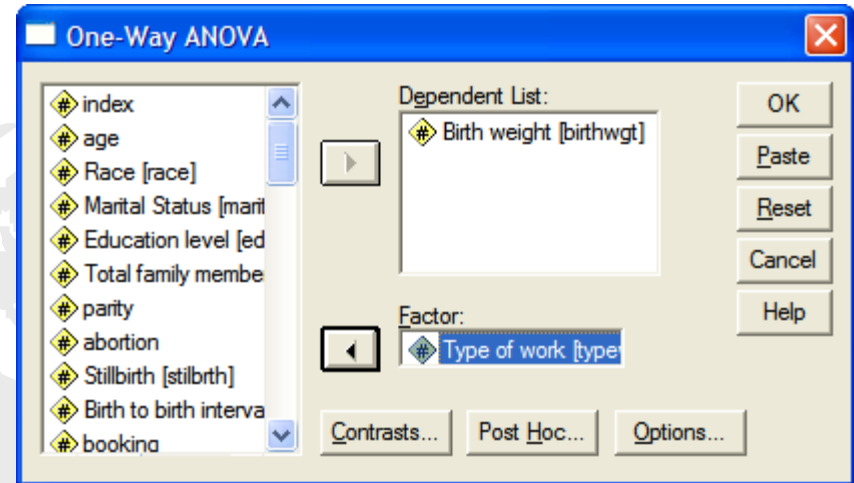 One-Way ANOVA
index
age
Race [race]
Marital Status [marit
Education level [ed
Total family membe
parity
abortion
Stillbirth [stilbrth]
Birth to birth interva
booking
Dependent List:
Birth weight [birthwgt]
Factor:
Type of work [type
Contrasts...
Post Hoc...
Options...
OK
Paste
Reset
Cancel
Help